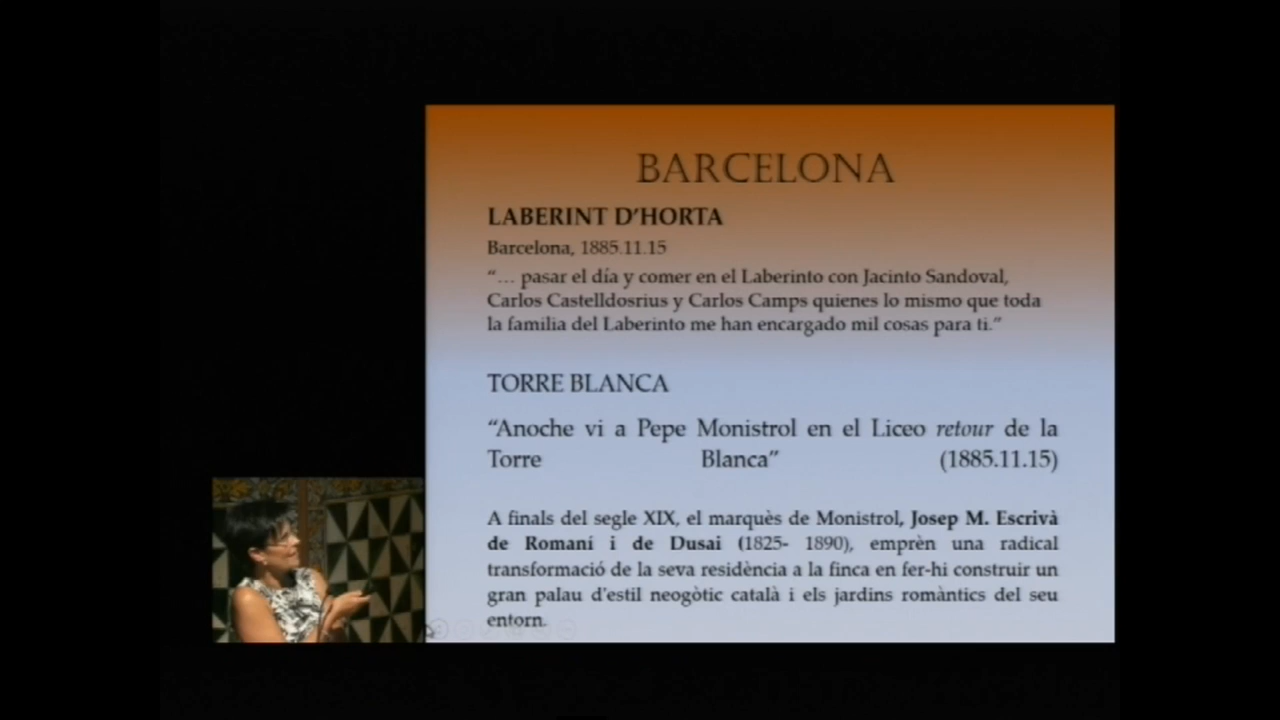 BARCELONA
LABERINT D'HORTA
Barcelona, 1885.11.15
“… pasar el día y comer en el Laberinto con Jacinto Sandoval,
Carlos Castelldosrius y Carlos Camps quienes lo mismo que toda
la familia del Laberinto me han encargado mil cosas para ti.”
TORRE BLANCA
“Anoche vi a Pepe Monistrol en el Liceo retour de la
Torre Blanca” (1885.11.15)
A finals del segle XIX, el marquès de Monistrol, Josep M. Escrivà
de Romaní i de Dusai (1825- 1890), emprèn una radical
transformació de la seva residència a la finca en fer-hi construir un
gran palau d'estil neogòtic català i els jardins romàntics del seu
entorn.